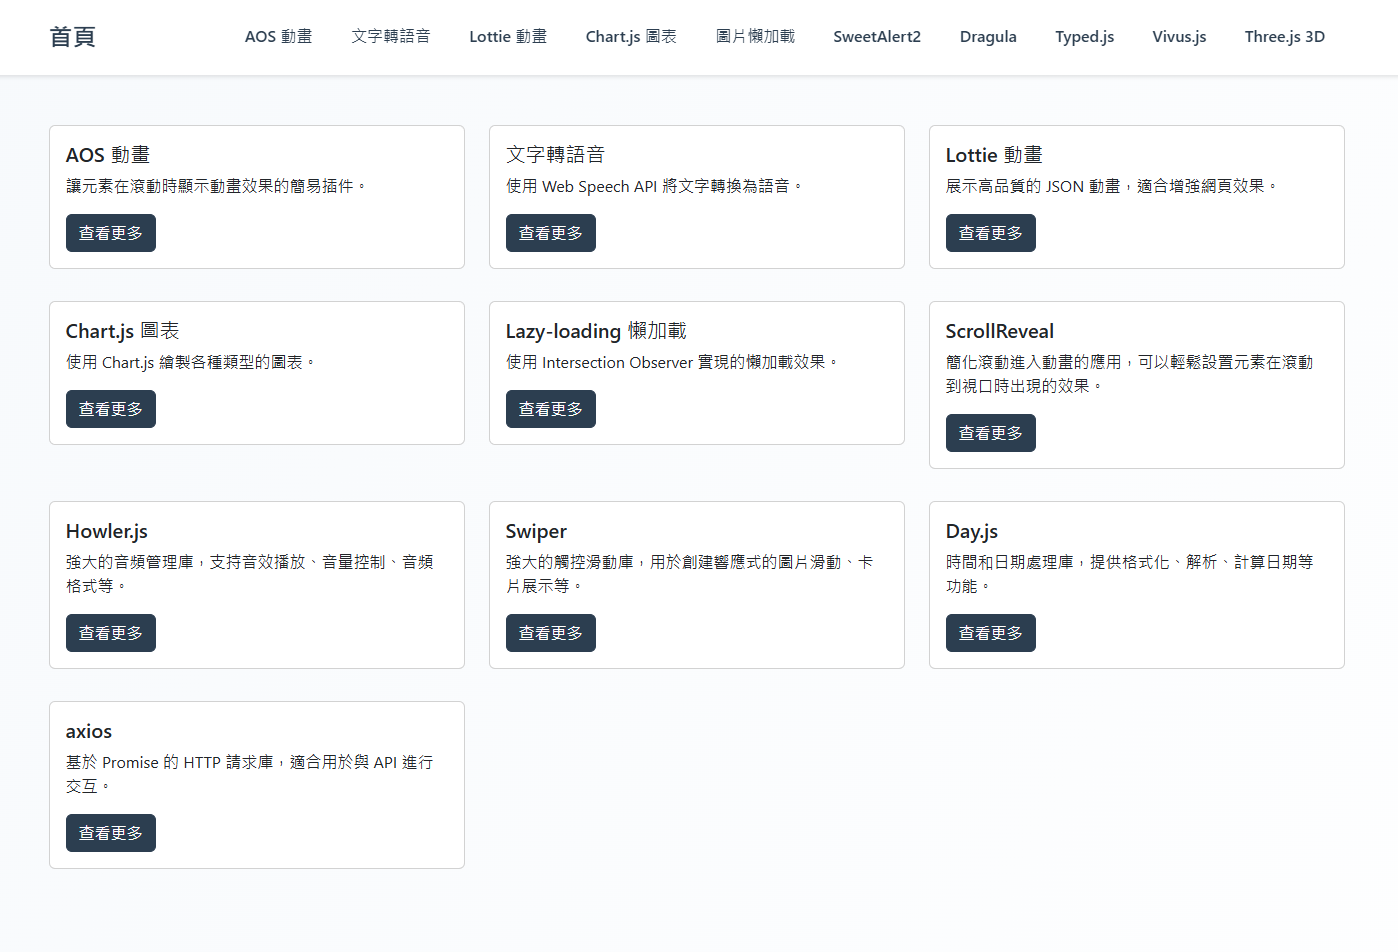 首頁
AOS 動畫
文字轉語音
Lottie 動畫
Chart.js 圖表
圖片懶加載
SweetAlert2
Dragula
Typed.js
Vivus.js
Three.js 3D
AOS 動畫
讓元素在滾動時顯示動畫效果的簡易插件。
查看更多
文字轉語音
使用 Web Speech API 將文字轉換為語音。
查看更多
Lottie 動畫
展示高品質的 JSON 動畫，適合增強網頁效果。
查看更多
Chart.js 圖表
使用 Chart.js 繪製各種類型的圖表。
查看更多
Lazy-loading 懶加載
使用 Intersection Observer 實現的懶加載效果。
查看更多
ScrollReveal
簡化滾動進入動畫的應用，可以輕鬆設置元素在滾動
到視口時出現的效果。
查看更多
Howler.js
強大的音頻管理庫，支持音效播放、音量控制、音頻
格式等。
查看更多
Swiper
強大的觸控滑動庫，用於創建響應式的圖片滑動、卡
片展示等。
查看更多
Day.js
時間和日期處理庫，提供格式化、解析、計算日期等
功能。
查看更多
axios
基於 Promise 的 HTTP 請求庫，適合用於與 API 進行
交互。
查看更多